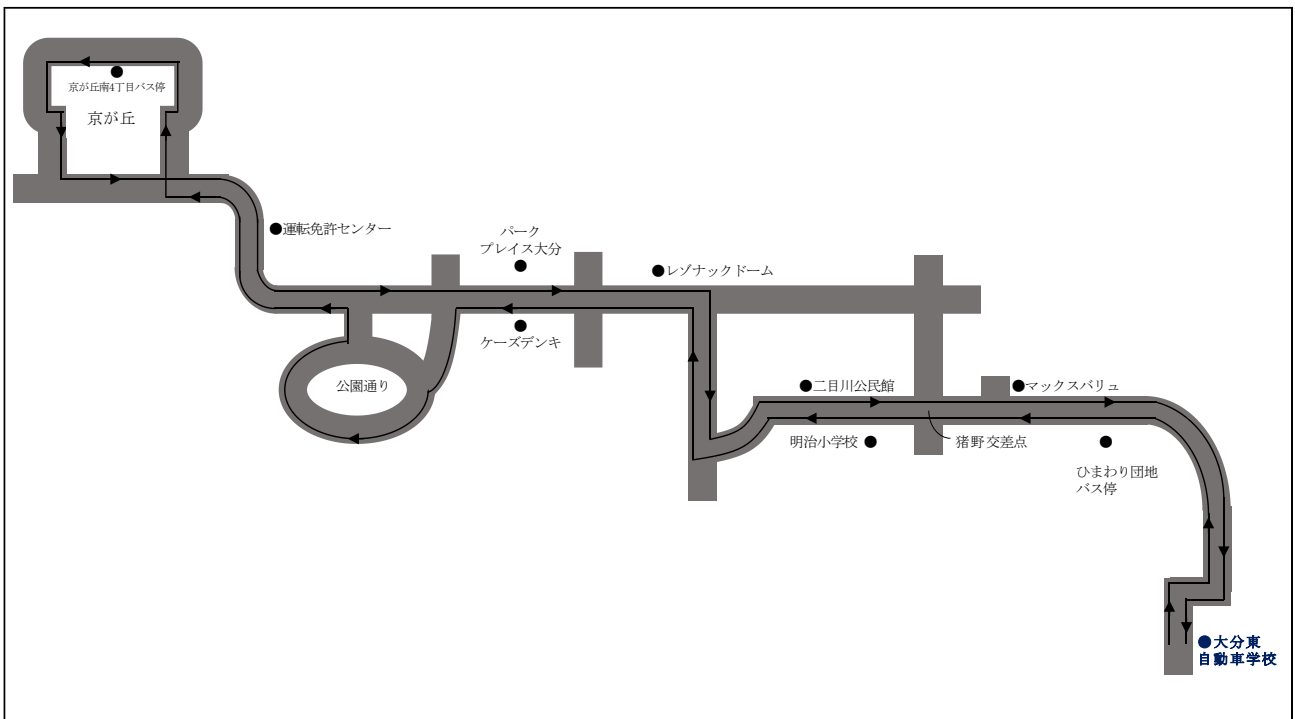 京が丘南4丁目バス停
京が丘
●運転免許センター
パーク
プレイス大分
●レゾナックドーム
ケーズデンキ
公園通り
●二目川公民館
●マックスバリュ
明治小学校●
猪野交差点
ひまわり団地
バス停
●大分東
自動車学校